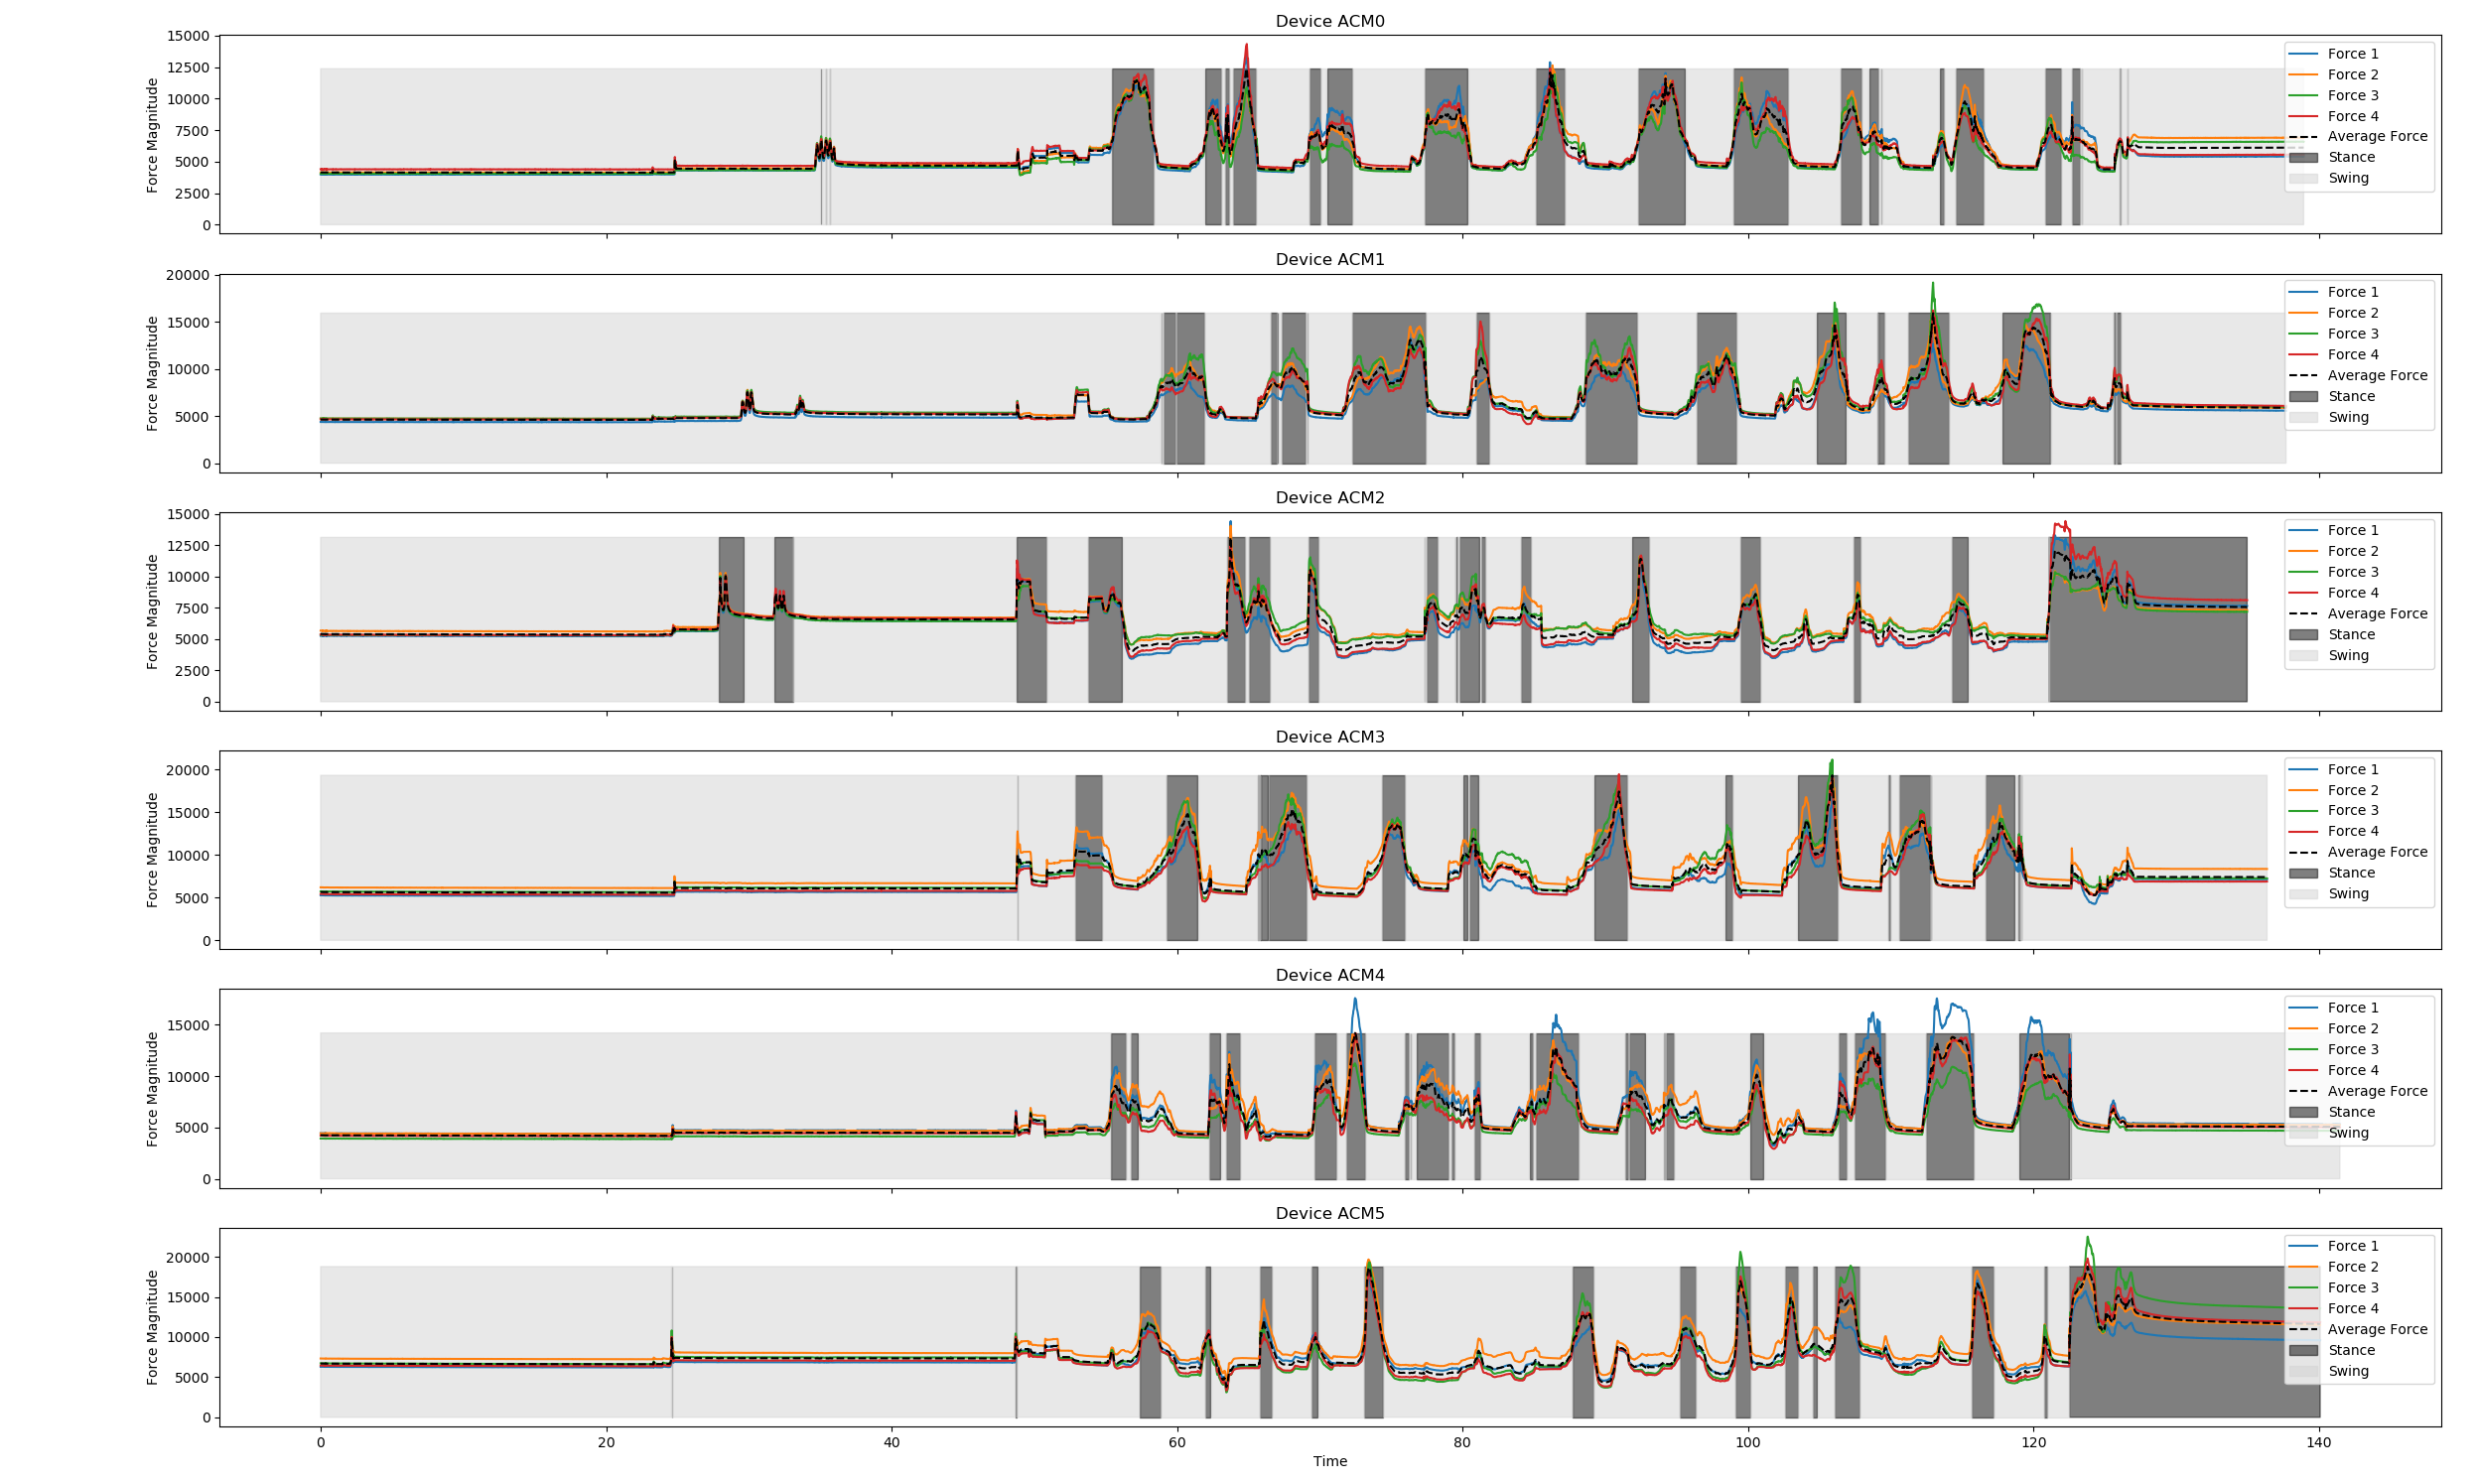 Device ACM0
15000
12500
10000
7500
5000
2500
0
Force Magnitude
Force 1
Force 2
Force 3
Force 4
Average Force
Stance
Swing
Device ACM1
20000
15000
10000
5000
0
Force Magnitude
Force 1
Force 2
Force 3
Force 4
Average Force
Stance
Swing
Device ACM2
15000
12500
10000
7500
5000
2500
0
Force Magnitude
Force 1
Force 2
Force 3
Force 4
Average Force
Stance
Swing
Device ACM3
20000
15000
10000
5000
0
Force Magnitude
Force 1
Force 2
Force 3
Force 4
Average Force
Stance
Swing
Device ACM4
15000
10000
5000
0
Force Magnitude
Force 1
Force 2
Force 3
Force 4
Average Force
Stance
Swing
Device ACM5
20000
15000
10000
5000
0
Force Magnitude
Force 1
Force 2
Force 3
Force 4
Average Force
Stance
Swing
0 20 40 60 80 100 120 140
Time